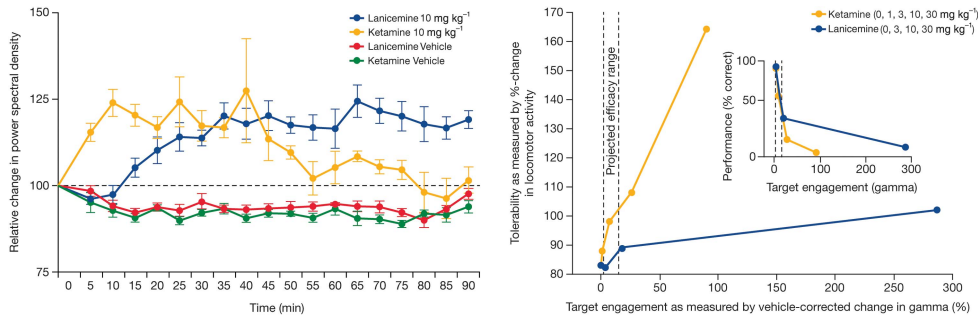 150
125
100
75
Relative change in power spectral density
Lanicemine 10 mg kg⁻¹
Ketamine 10 mg kg⁻¹
Lanicemine Vehicle
Ketamine Vehicle
0 5 10 15 20 25 30 35 40 45 50 55 60 65 70 75 80 85 90
Time (min)
170
160
150
140
130
120
110
100
90
80
Tolerability as measured by %-change
in locomotor activity
Projected efficacy range
Ketamine (0, 1, 3, 10, 30 mg kg⁻¹)
Lanicemine (0, 3, 10, 30 mg kg⁻¹)
100
50
0
Performance (% correct)
0 100 200 300
Target engagement (gamma)
0 50 100 150 200 250 300
Target engagement as measured by vehicle-corrected change in gamma (%)